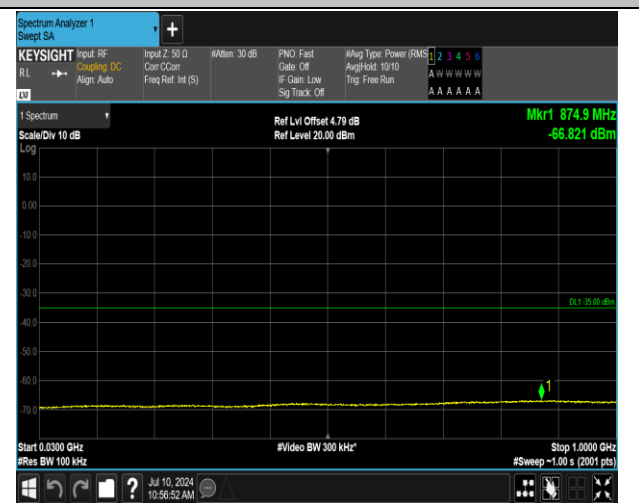 Spectrum Analyzer 1
Swept SA
+
KEYSIGHT Input: RF Input Z: 50 Ω #Atten: 30 dB PNO: Fast #Avg Type: Power (RMS 1 2 3 4 5 6
RL Coupling: DC Corr CCorr Gate: Off Avg|Hold: 10/10 A W W W W W
Align: Auto Freq Ref: Int (S) IF Gain: Low Trig: Free Run
LXI Sig Track: Off A A A A A A
1 Spectrum Ref Lvl Offset 4.79 dB Mkr1 874.9 MHz
Scale/Div 10 dB Ref Level 20.00 dBm -66.821 dBm
Log
10.0
0.00
-10.0
-20.0
-30.0
DL1 -35.00 dBm
-40.0
-50.0
-60.0
1
-70.0
Start 0.0300 GHz #Video BW 300 kHz* Stop 1.0000 GHz
#Res BW 100 kHz #Sweep ~1.00 s (2001 pts)
? Jul 10, 2024
10:56:52 AM